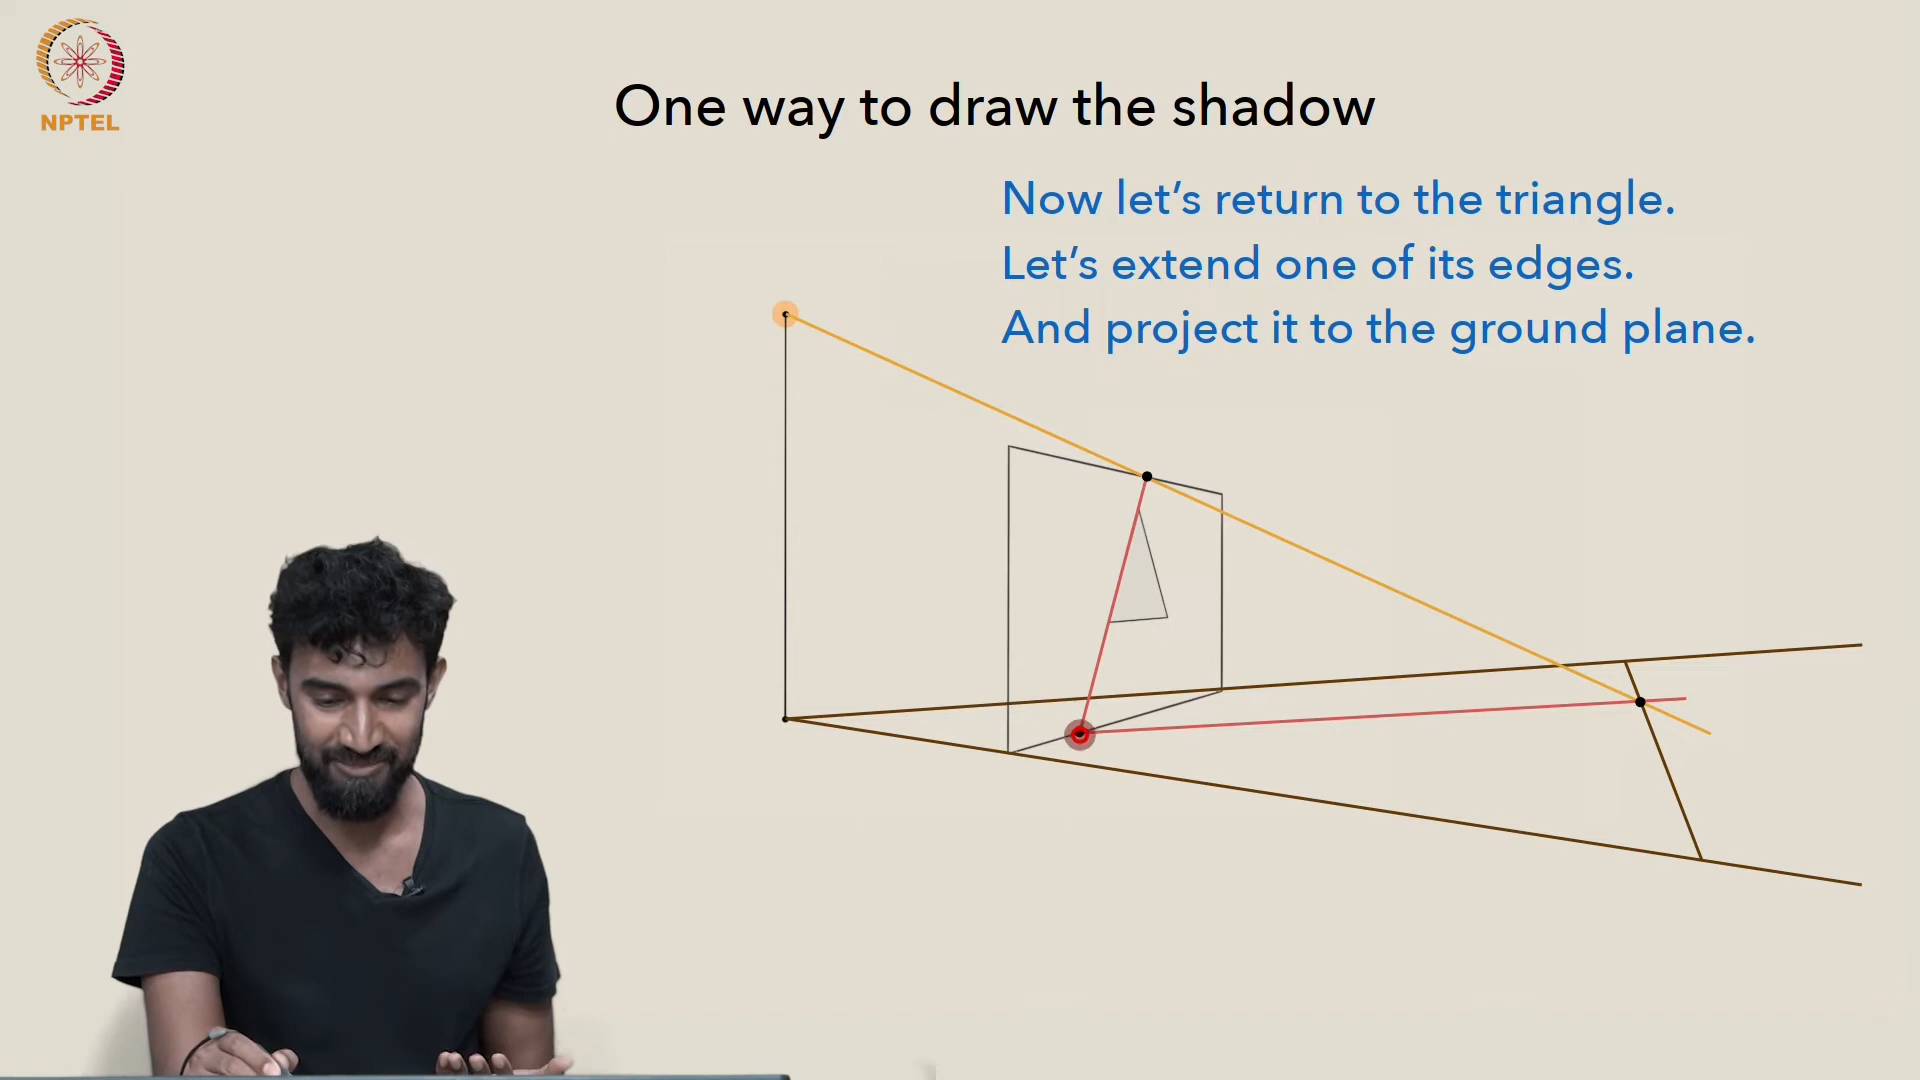 NPTEL
One way to draw the shadow
Now let’s return to the triangle.
Let’s extend one of its edges.
And project it to the ground plane.